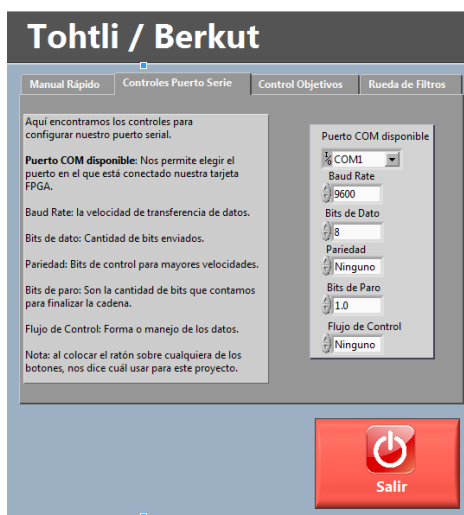 Tohtli / Berkut
Manual Rápido
Controles Puerto Serie
Control Objetivos
Rueda de Filtros
Aquí encontramos los controles para
configurar nuestro puerto serial.
Puerto COM disponible: Nos permite elegir el
puerto en el que está conectado nuestra tarjeta
FPGA.
Baud Rate: la velocidad de transferencia de datos.
Bits de dato: Cantidad de bits enviados.
Pariedad: Bits de control para mayores velocidades.
Bits de paro: Son la cantidad de bits que contamos
para finalizar la cadena.
Flujo de Control: Forma o manejo de los datos.
Nota: al colocar el ratón sobre cualquiera de los
botones, nos dice cuál usar para este proyecto.
Puerto COM disponible
COM1
Baud Rate
9600
Bits de Dato
8
Pariedad
Ninguno
Bits de Paro
1.0
Flujo de Control
Ninguno
Salir